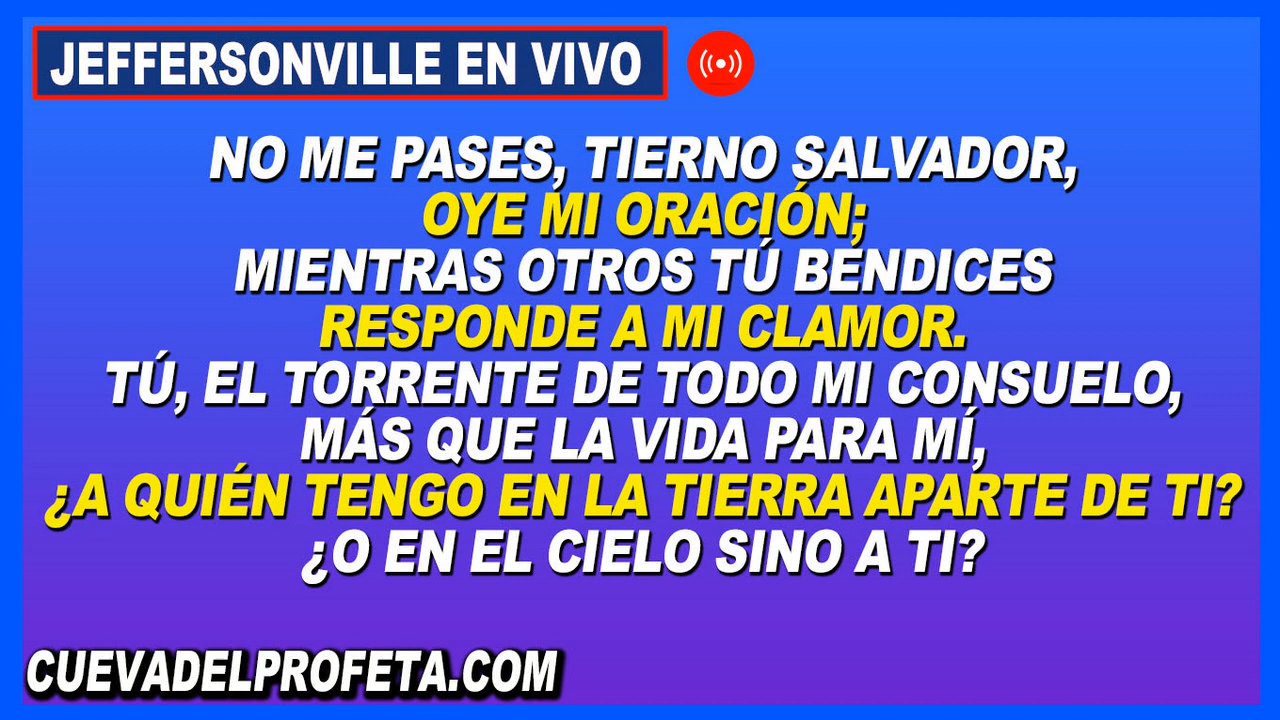 JEFFERSONVILLE EN VIVO
NO ME PASES, TIERNO SALVADOR,
OYE MI ORACIÓN;
MIENTRAS OTROS TÚ BENDICES
RESPONDE A MI CLAMOR.
TÚ, EL TORRENTE DE TODO MI CONSUELO,
MÁS QUE LA VIDA PARA MÍ,
¿A QUIÉN TENGO EN LA TIERRA APARTE DE TI?
¿O EN EL CIELO SINO A TI?
CUEVADELPROFETA.COM